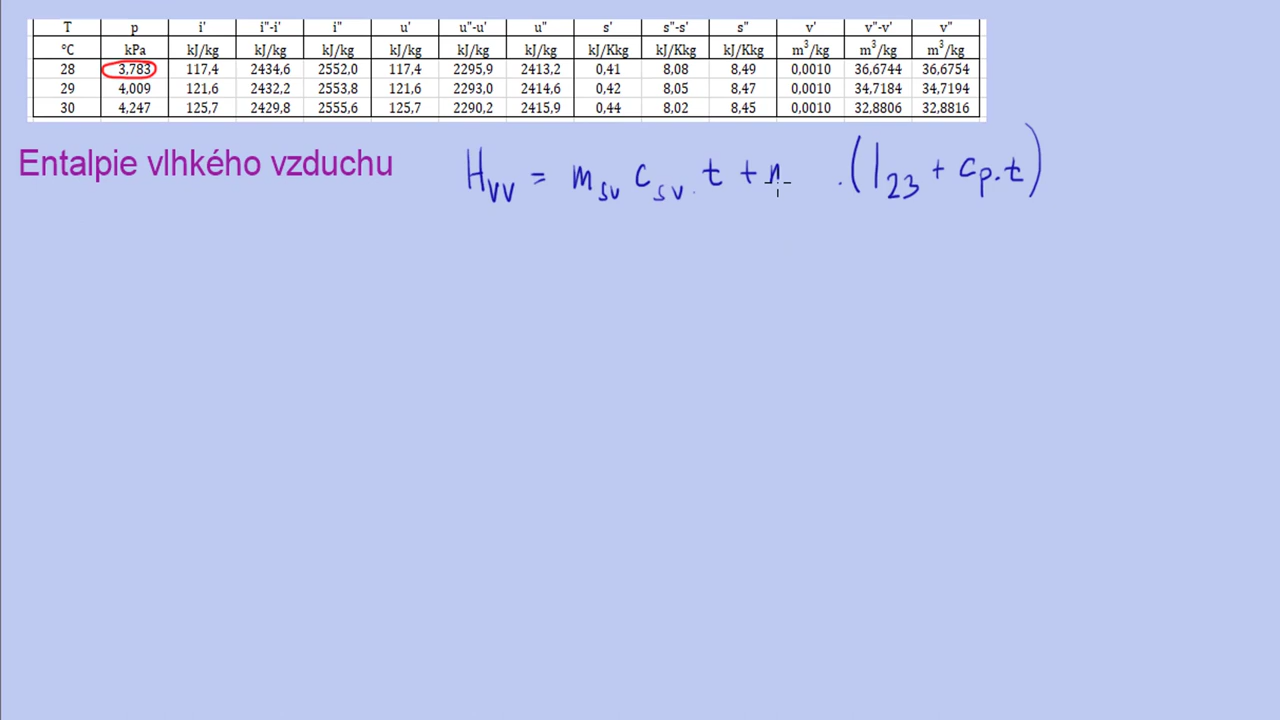 T p i' i"-i' i" u' u"-u' u" s' s"-s' s" v' v"-v' v"
°C kPa kJ/kg kJ/kg kJ/kg kJ/kg kJ/kg kJ/kg kJ/Kkg kJ/Kkg kJ/Kkg m³/kg m³/kg m³/kg
28 3,783 117,4 2434,6 2552,0 117,4 2295,9 2413,2 0,41 8,08 8,49 0,0010 36,6744 36,6754
29 4,009 121,6 2432,2 2553,8 121,6 2293,0 2414,6 0,42 8,05 8,47 0,0010 34,7184 34,7194
30 4,247 125,7 2429,8 2555,6 125,7 2290,2 2415,9 0,44 8,02 8,45 0,0010 32,8806 32,8816
Entalpie vlhkého vzduchu H_vv = m_sv c_sv . t + .(l_23 + c_p . t)